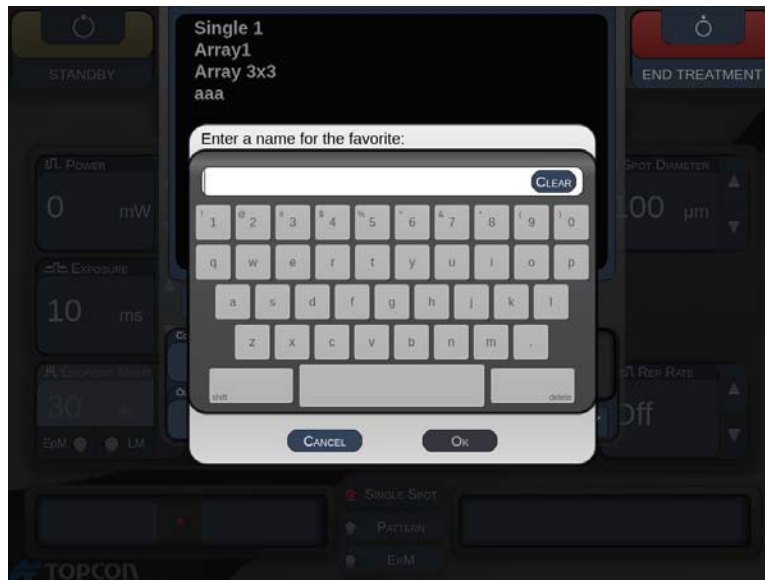 Single 1
Array1
Array 3x3
aaa
STANDBY
END TREATMENT
Enter a name for the favorite:
CLEAR
POWER
0 mW
SPOT DIAMETER
100 µm
! 1 @ 2 # 3 $ 4 % 5 ^ 6 & 7 * 8 ( 9 ) 0
q w e r t y u i o p
a s d f g h j k l
z x c v b n m .
shift delete
EXPOSURE
10 ms
30
EpM LM
REP RATE
Off
CANCEL OK
SINGLE SPOT
PATTERN
EPM
TOPCON